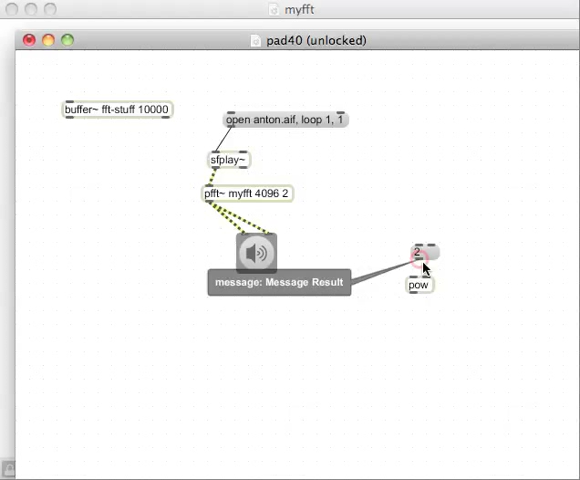 myfft
pad40 (unlocked)
buffer~ fft-stuff 10000
open anton.aif, loop 1, 1
sfplay~
pfft~ myfft 4096 2
2
message: Message Result
pow